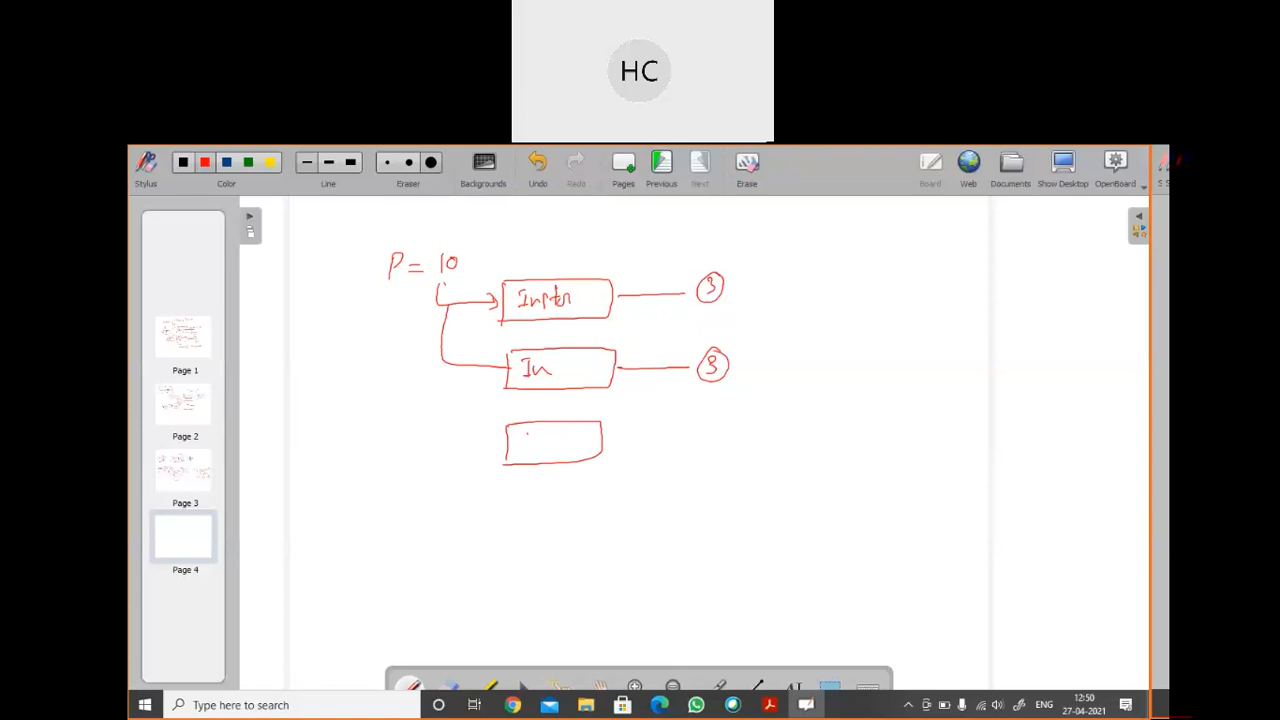 HC
Stylus Color Line Eraser Backgrounds Undo Redo Pages Previous Next Erase Board Web Documents Show Desktop OpenBoard
P = 10
3
In
3
Page 1
Page 2
Page 3
Page 4
Type here to search
ENG
12:50
27-04-2021